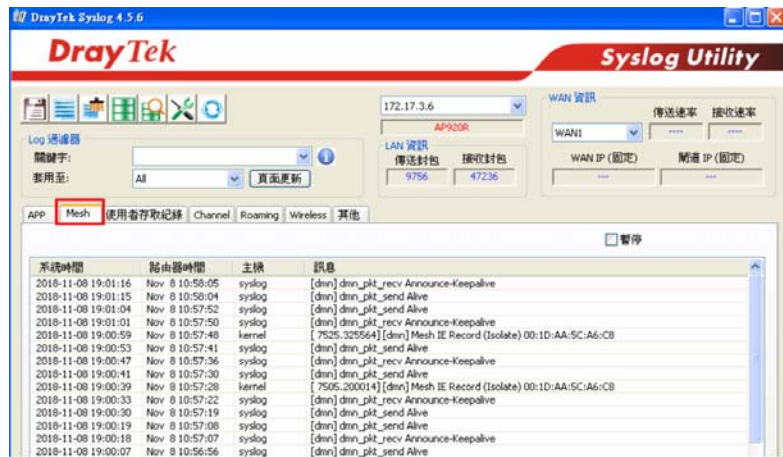 DrayTek Syslog 4.5.6
DrayTek
Syslog Utility
172.17.3.6
AP920R
WAN 資訊
傳送速率 接收速率
WAN1 ---- ----
WAN IP (固定) 閘道 IP (固定)
--- ---
Log 過濾器
關鍵字:
套用至: All 頁面更新
LAN 資訊
傳送封包 接收封包
9756 47236
APP Mesh 使用者存取紀錄 Channel Roaming Wireless 其他
暫停
系統時間 路由器時間 主機 訊息
2018-11-08 19:01:16 Nov 8 10:58:05 syslog [dmn] dmn_pkt_recv Announce-Keepalive
2018-11-08 19:01:15 Nov 8 10:58:04 syslog [dmn] dmn_pkt_send Alive
2018-11-08 19:01:04 Nov 8 10:57:52 syslog [dmn] dmn_pkt_send Alive
2018-11-08 19:01:01 Nov 8 10:57:50 syslog [dmn] dmn_pkt_recv Announce-Keepalive
2018-11-08 19:00:59 Nov 8 10:57:48 kernel [ 7525.325564] [dmn] Mesh IE Record (Isolate) 00:1D:AA:5C:A6:C8
2018-11-08 19:00:53 Nov 8 10:57:41 syslog [dmn] dmn_pkt_send Alive
2018-11-08 19:00:47 Nov 8 10:57:36 syslog [dmn] dmn_pkt_recv Announce-Keepalive
2018-11-08 19:00:41 Nov 8 10:57:30 syslog [dmn] dmn_pkt_send Alive
2018-11-08 19:00:39 Nov 8 10:57:28 kernel [ 7505.200014] [dmn] Mesh IE Record (Isolate) 00:1D:AA:5C:A6:C8
2018-11-08 19:00:33 Nov 8 10:57:22 syslog [dmn] dmn_pkt_recv Announce-Keepalive
2018-11-08 19:00:30 Nov 8 10:57:19 syslog [dmn] dmn_pkt_send Alive
2018-11-08 19:00:19 Nov 8 10:57:08 syslog [dmn] dmn_pkt_send Alive
2018-11-08 19:00:18 Nov 8 10:57:07 syslog [dmn] dmn_pkt_recv Announce-Keepalive
2018-11-08 19:00:07 Nov 8 10:56:56 syslog [dmn] dmn_pkt_send Alive